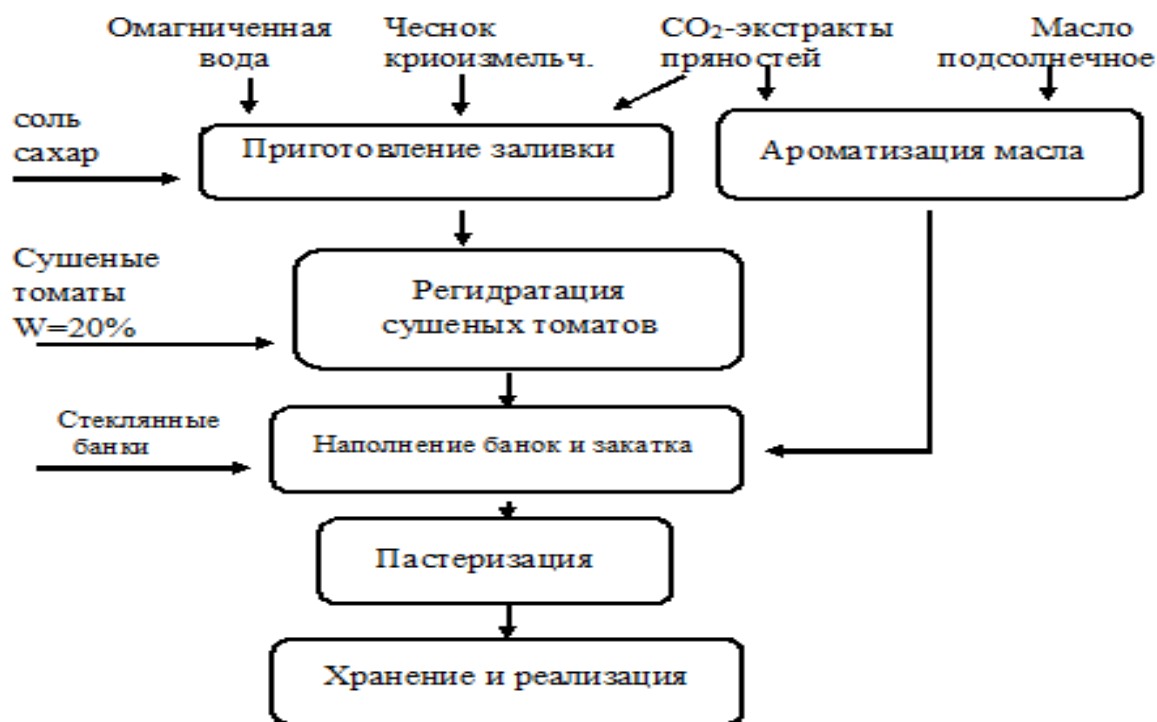 Омагниченная
вода
Чеснок
криоизмельч.
СО₂-экстракты
пряностей
Масло
подсолнечное
соль
сахар
Приготовление заливки
Ароматизация масла
Сушеные
томаты
W=20%
Регидратация
сушеных томатов
Стеклянные
банки
Наполнение банок и закатка
Пастеризация
Хранение и реализация